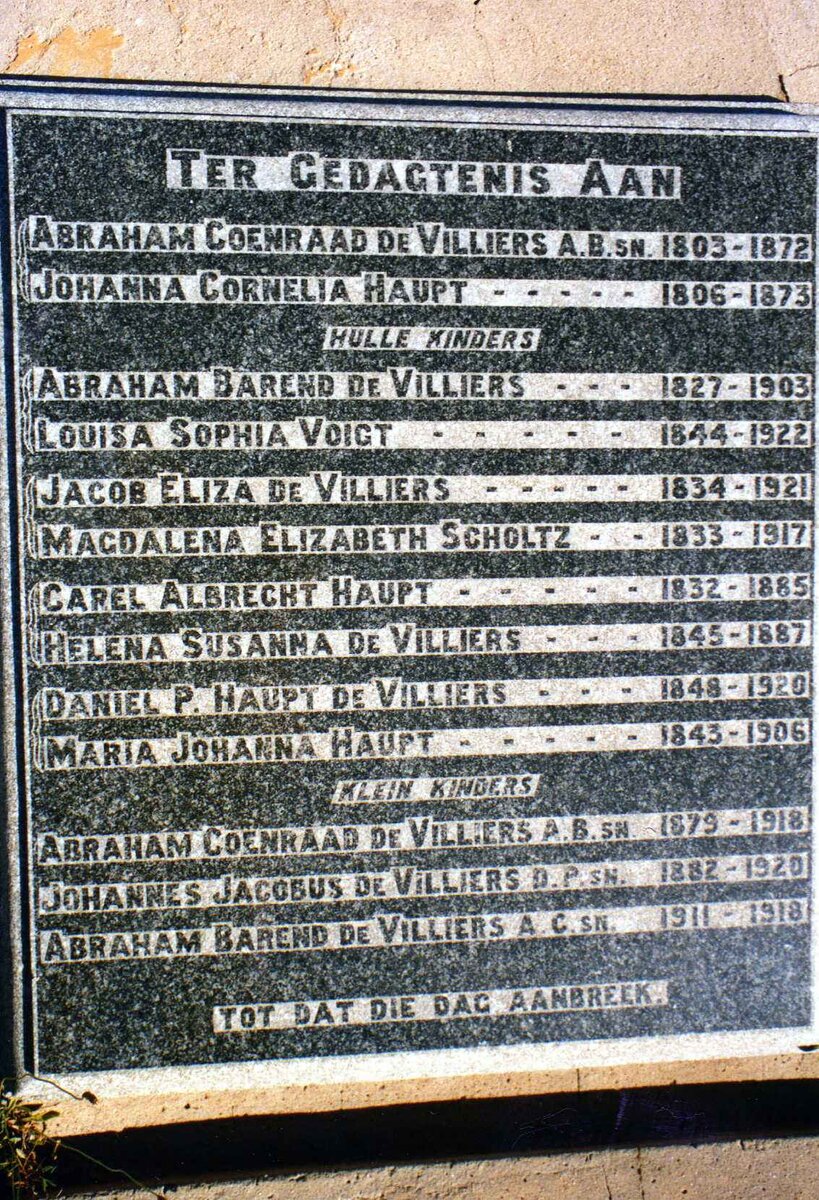 TER GEDAGTENIS AAN
ABRAHAM COENRAAD DE VILLIERS A.B.SN. 1803-1872
JOHANNA CORNELIA HAUPT - - - - - 1806-1873
HULLE KINDERS
ABRAHAM BAREND DE VILLIERS - - - 1827-1903
LOUISA SOPHIA VOIGT - - - - - 1844-1922
JACOB ELIZA DE VILLIERS - - - - - 1834-1921
MAGDALENA ELIZABETH SCHOLTZ - - 1833-1917
CAREL ALBRECHT HAUPT - - - - - 1832-1885
HELENA SUSANNA DE VILLIERS - - - 1845-1887
DANIEL P. HAUPT DE VILLIERS - - - 1848-1920
MARIA JOHANNA HAUPT - - - - - 1843-1906
KLEIN KINDERS
ABRAHAM COENRAAD DE VILLIERS A.B.SN. 1879-1918
JOHANNES JACOBUS DE VILLIERS D.P.SN. 1882-1920
ABRAHAM BAREND DE VILLIERS A.C.SN. 1911-1918
TOT DAT DIE DAG AANBREEK.